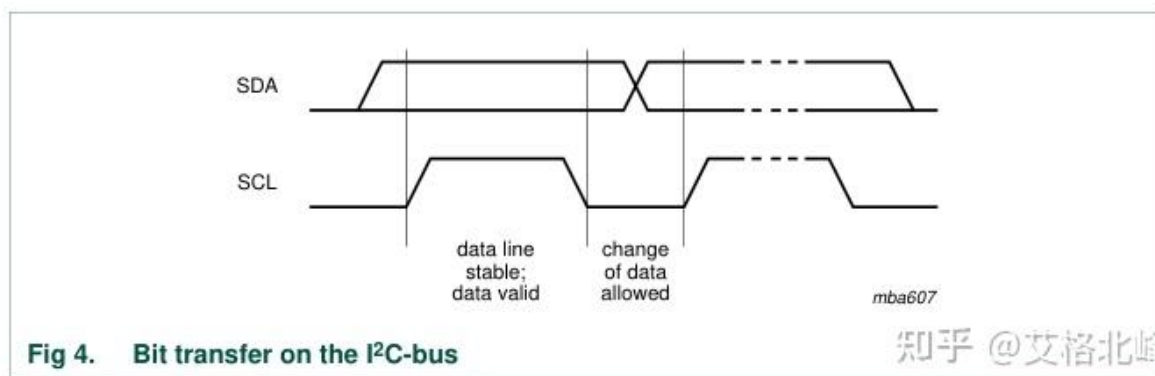 SDA
SCL
data line
stable;
data valid
change
of data
allowed
mba607
Fig 4. Bit transfer on the I²C-bus
知乎 @艾格北峰